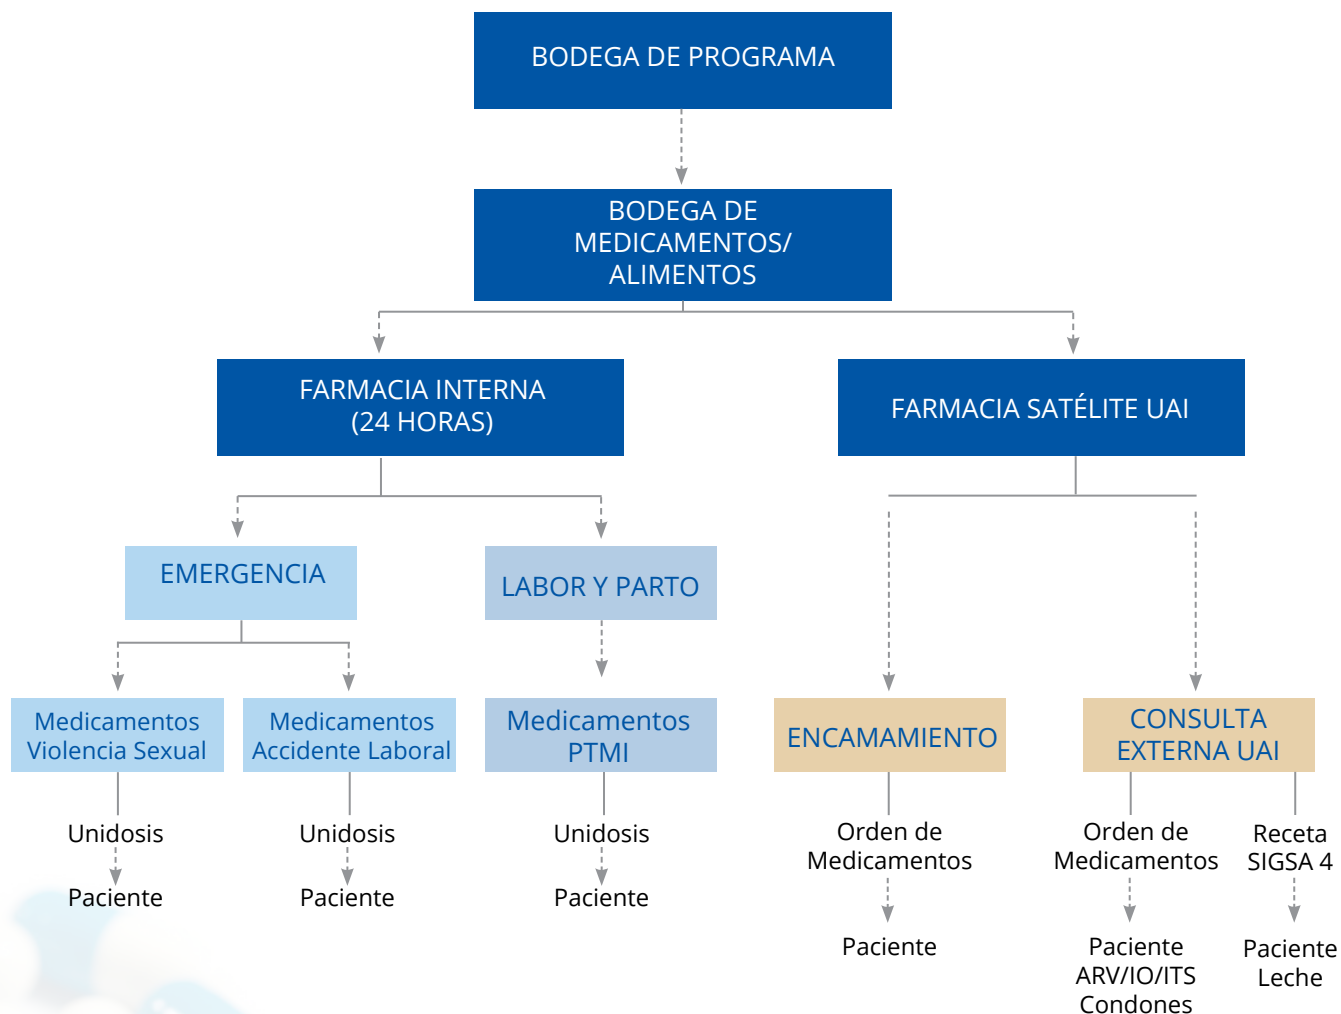 BODEGA DE PROGRAMA
BODEGA DE
MEDICAMENTOS/
ALIMENTOS
FARMACIA INTERNA
(24 HORAS)
FARMACIA SATÉLITE UAI
EMERGENCIA
LABOR Y PARTO
Medicamentos
Violencia Sexual
Medicamentos
Accidente Laboral
Medicamentos
PTMI
ENCAMAMIENTO
CONSULTA
EXTERNA UAI
Unidosis
Paciente
Unidosis
Paciente
Unidosis
Paciente
Orden de
Medicamentos
Paciente
Orden de
Medicamentos
Paciente
ARV/IO/ITS
Condones
Receta
SIGSA 4
Paciente
Leche